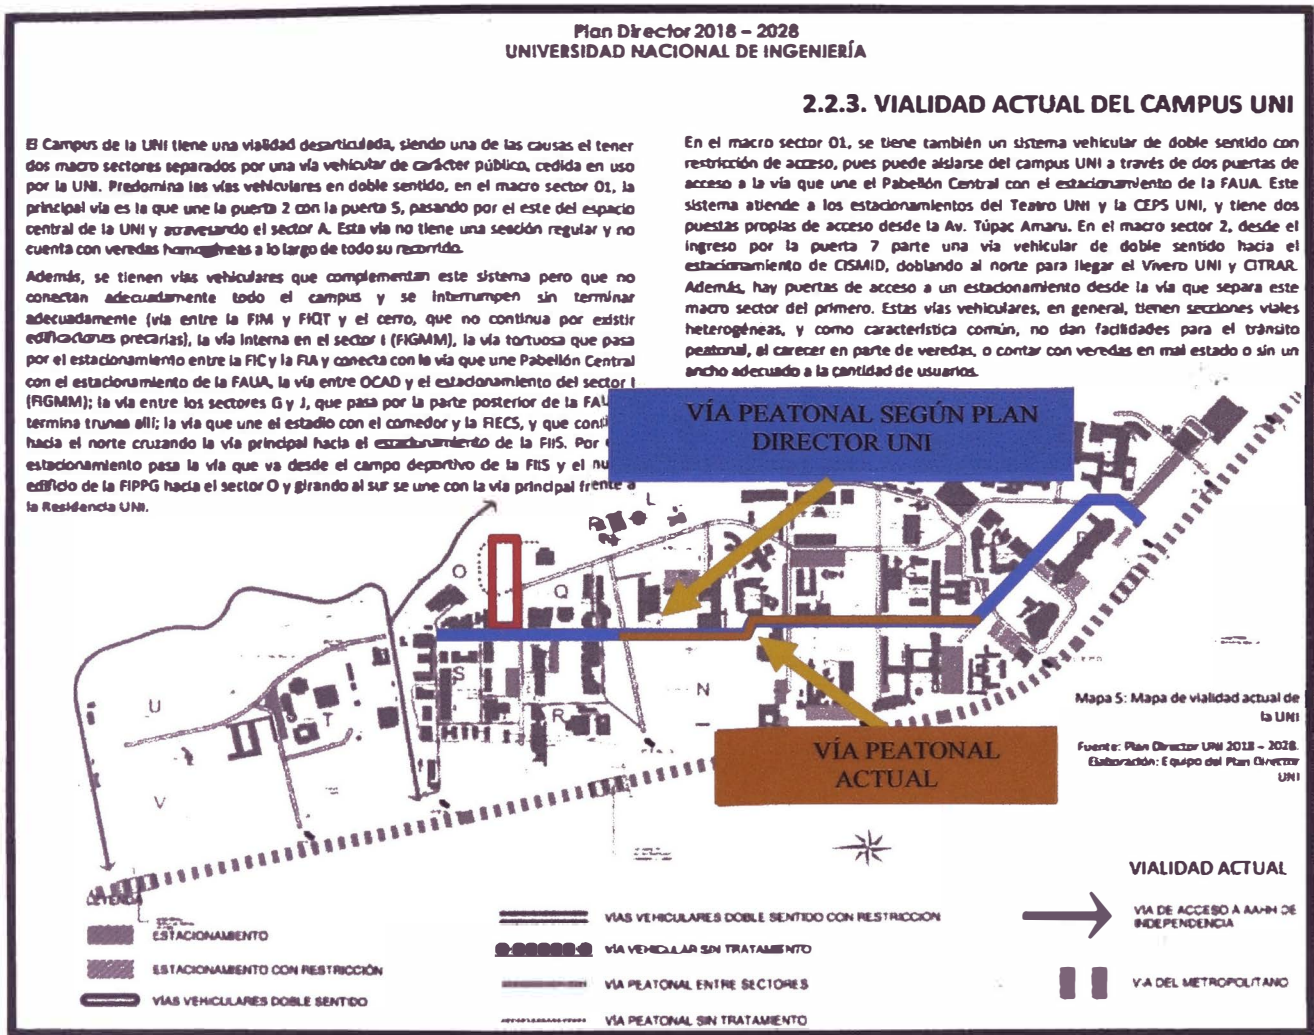 Plan Director 2018 – 2028
UNIVERSIDAD NACIONAL DE INGENIERÍA
2.2.3. VIALIDAD ACTUAL DEL CAMPUS UNI
El Campus de la UNI tiene una vialidad desarticulada, siendo una de las causas el tener
dos macro sectores separados por una vía vehicular de carácter público, cedida en uso
por la UNI. Predomina las vías vehiculares en doble sentido, en el macro sector 01, la
principal vía es la que une la puerta 2 con la puerta 5, pasando por el este del espacio
central de la UNI y atravesando el sector A. Esta vía no tiene una sección regular y no
cuenta con veredas homogéneas a lo largo de todo su recorrido.
Además, se tienen vías vehiculares que complementan este sistema pero que no
conectan adecuadamente todo el campus y se interrumpen sin terminar
adecuadamente (vía entre la FIM y FIQT y el cerro, que no continua por existir
edificaciones precarias), la vía interna en el sector I (FIGMM), la vía tortuosa que pasa
por el estacionamiento entre la FIC y la FIA y conecta con la vía que une Pabellón Central
con el estacionamiento de la FAUA, la vía entre OCAD y el estacionamiento del sector I
(FIGMM); la vía entre los sectores G y J, que pasa por la parte posterior de la FAU
termina trunca allí; la vía que une el estadio con el comedor y la FIECS, y que conti
hacia el norte cruzando la vía principal hacia el estacionamiento de la FIIS. Por
estacionamiento pasa la vía que va desde el campo deportivo de la FIIS y el nu
edificio de la FIPPG hacia el sector O y girando al sur se une con la vía principal frente a
la Residencia UNI.
En el macro sector 01, se tiene también un sistema vehicular de doble sentido con
restricción de acceso, pues puede aislarse del campus UNI a través de dos puertas de
acceso a la vía que une el Pabellón Central con el estacionamiento de la FAUA. Este
sistema atiende a los estacionamientos del Teatro UNI y la CEPS UNI, y tiene dos
puestas propias de acceso desde la Av. Túpac Amaru. En el macro sector 2, desde el
ingreso por la puerta 7 parte una vía vehicular de doble sentido hacia el
estacionamiento de CISMID, doblando al norte para llegar el Vivero UNI y CITRAR.
Además, hay puertas de acceso a un estacionamiento desde la vía que separa este
macro sector del primero. Estas vías vehiculares, en general, tienen secciones viales
heterogéneas, y como característica común, no dan facilidades para el tránsito
peatonal, al carecer en parte de veredas, o contar con veredas en mal estado o sin un
ancho adecuado a la cantidad de usuarios.
VÍA PEATONAL SEGÚN PLAN
DIRECTOR UNI
L
O
Q
S
N
R
U
T
V
VÍA PEATONAL
ACTUAL
Mapa 5: Mapa de vialidad actual de
la UNI
Fuente: Plan Director UNI 2018 – 2028.
Elaboración: Equipo del Plan Director
UNI
VIALIDAD ACTUAL
LEYENDA
ESTACIONAMIENTO
ESTACIONAMIENTO CON RESTRICCIÓN
VÍAS VEHICULARES DOBLE SENTIDO
VÍAS VEHICULARES DOBLE SENTIDO CON RESTRICCION
VÍA VEHICULAR SIN TRATAMIENTO
VÍA PEATONAL ENTRE SECTORES
VÍA PEATONAL SIN TRATAMIENTO
VIA DE ACCESO A AAHH DE
INDEPENDENCIA
VIA DEL METROPOLITANO